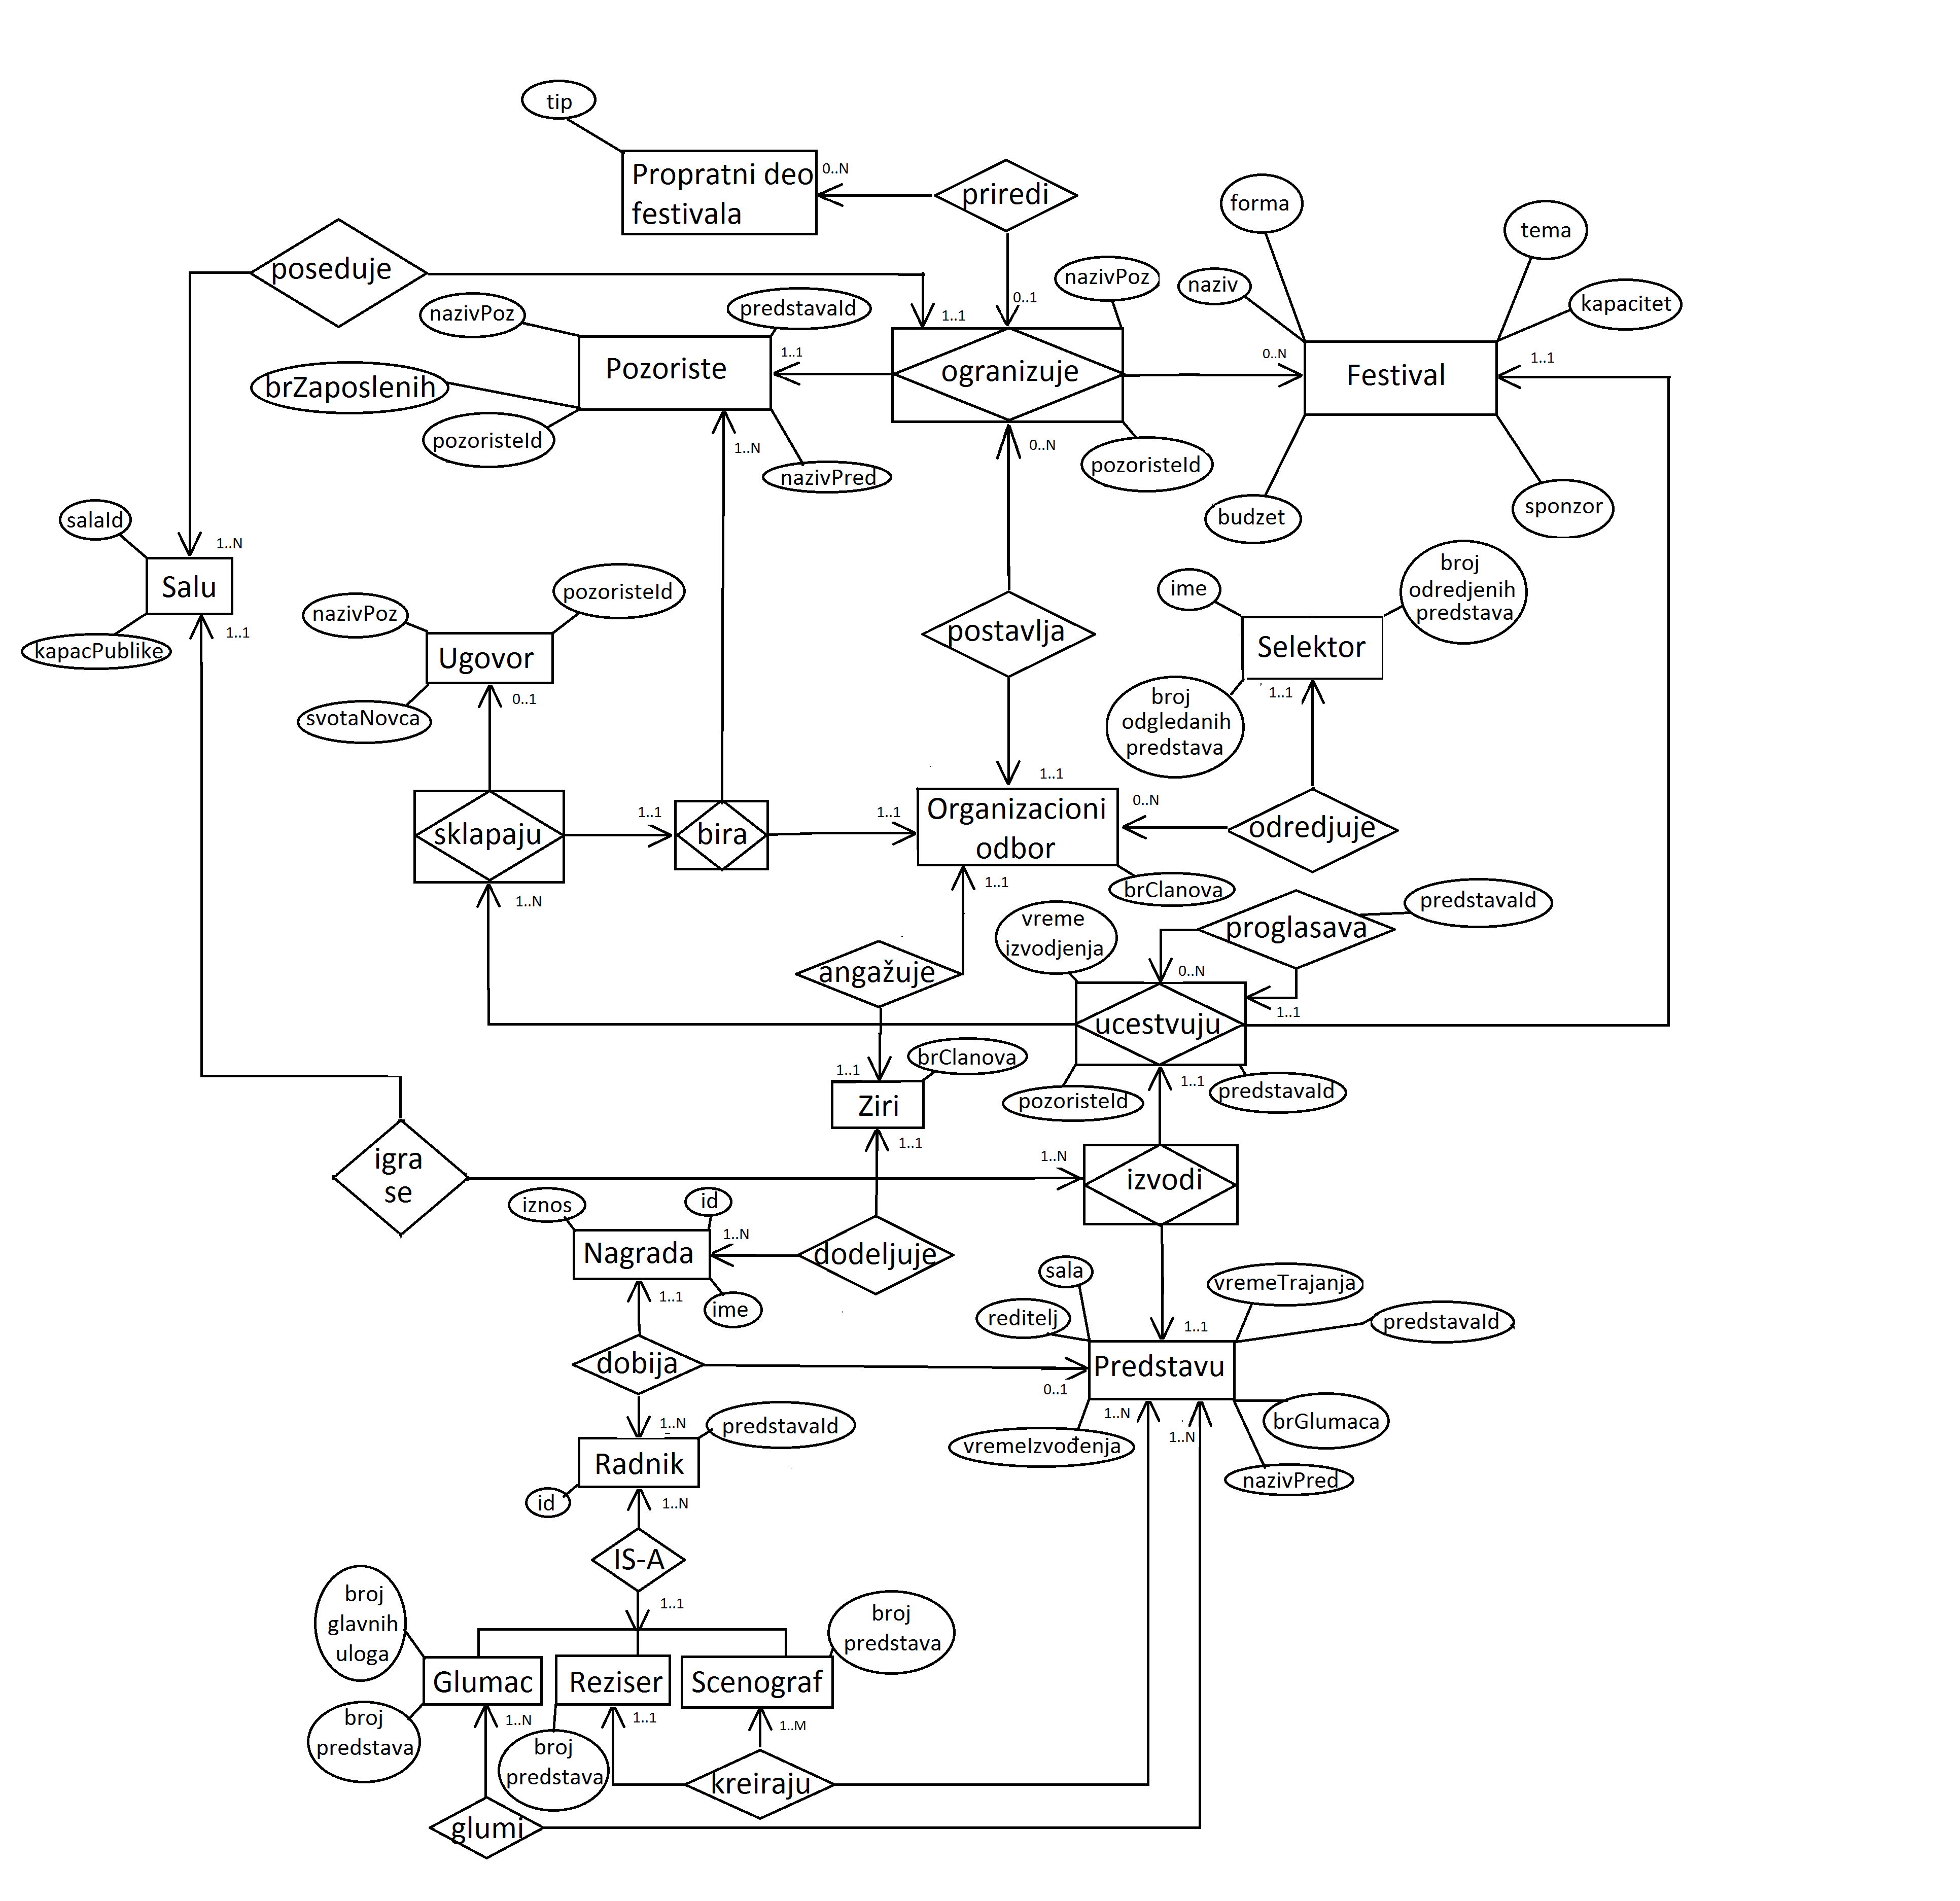 tip
Propratni deo
festivala
0..N
priredi
forma
tema
poseduje
nazivPoz
naziv
kapacitet
0..1
1..1
nazivPoz
predstavaId
Pozoriste
1..1
ogranizuje
0..N
Festival
1..1
brZaposlenih
pozoristeId
1..N
nazivPred
0..N
pozoristeId
budzet
sponzor
salaId
1..N
Salu
kapacPublike
1..1
nazivPoz
pozoristeId
Ugovor
svotaNovca
0..1
postavlja
ime
broj
odredjenih
predstava
Selektor
broj
odgledanih
predstava
1..1
1..1
sklapaju
1..1
bira
1..1
Organizacioni
odbor
0..N
odredjuje
1..N
1..1
brClanova
predstavaId
vreme
izvodjenja
proglasava
angažuje
0..N
1..1
ucestvuju
brClanova
1..1
Ziri
pozoristeId
1..1
predstavaId
1..1
igra
se
1..N
izvodi
iznos
id
Nagrada
1..N
dodeljuje
ime
1..1
sala
vremeTrajanja
reditelj
predstavaId
1..1
dobija
Predstavu
0..1
1..N
predstavaId
Radnik
id
1..N
1..N
1..N
brGlumaca
vremeIzvođenja
nazivPred
IS-A
1..1
broj
glavnih
uloga
broj
predstava
Glumac
Reziser
Scenograf
broj
predstava
1..N
1..1
1..M
broj
predstava
kreiraju
glumi